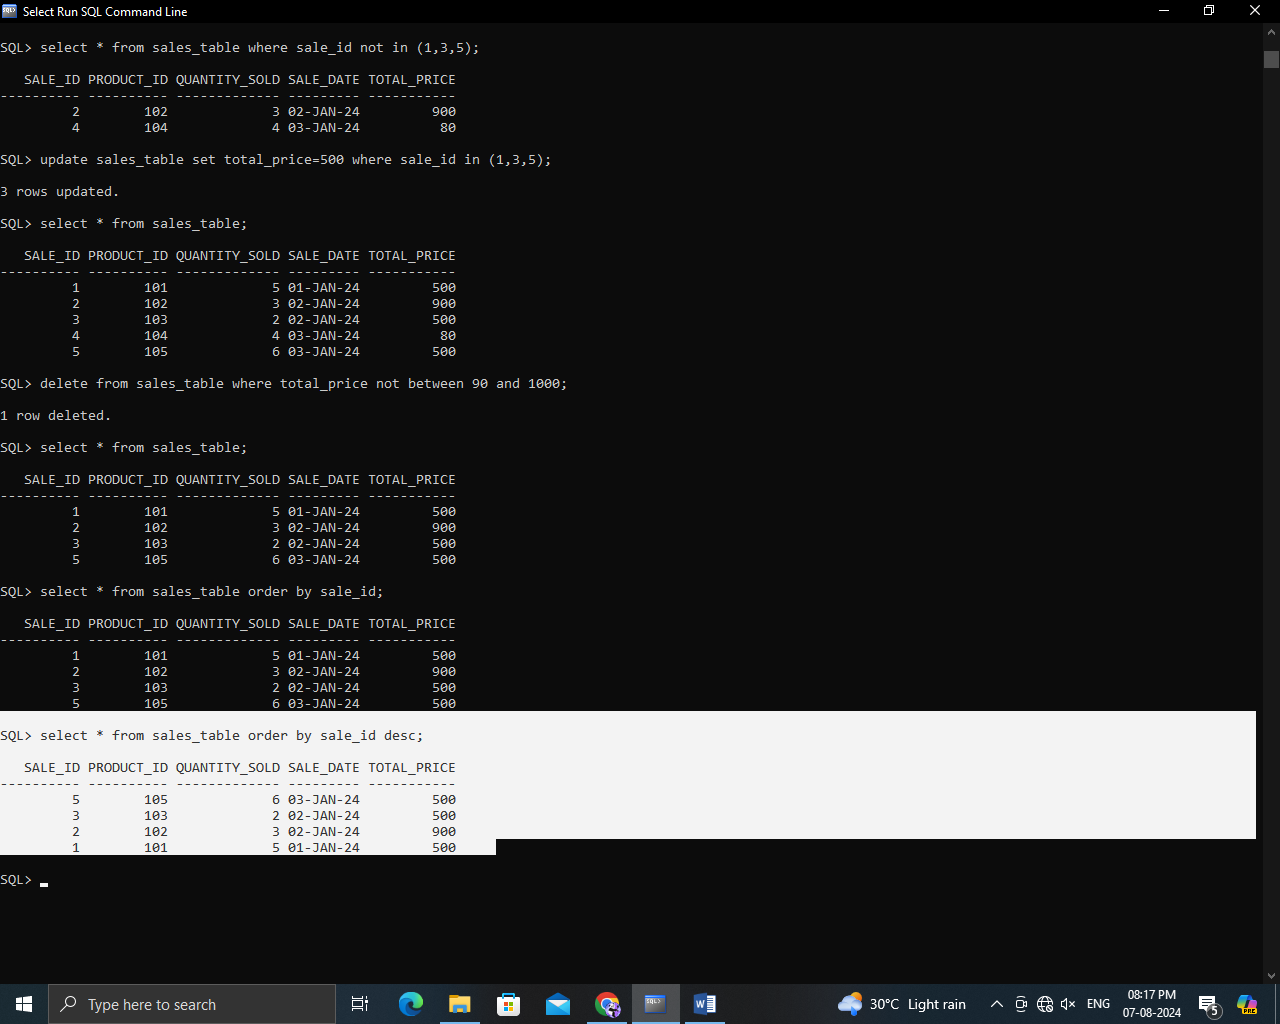 Select Run SQL Command Line
SQL> select * from sales_table where sale_id not in (1,3,5);
   SALE_ID PRODUCT_ID QUANTITY_SOLD SALE_DATE TOTAL_PRICE
---------- ---------- ------------- --------- -----------
         2        102             3 02-JAN-24         900
         4        104             4 03-JAN-24          80
SQL> update sales_table set total_price=500 where sale_id in (1,3,5);
3 rows updated.
SQL> select * from sales_table;
   SALE_ID PRODUCT_ID QUANTITY_SOLD SALE_DATE TOTAL_PRICE
---------- ---------- ------------- --------- -----------
         1        101             5 01-JAN-24         500
         2        102             3 02-JAN-24         900
         3        103             2 02-JAN-24         500
         4        104             4 03-JAN-24          80
         5        105             6 03-JAN-24         500
SQL> delete from sales_table where total_price not between 90 and 1000;
1 row deleted.
SQL> select * from sales_table;
   SALE_ID PRODUCT_ID QUANTITY_SOLD SALE_DATE TOTAL_PRICE
---------- ---------- ------------- --------- -----------
         1        101             5 01-JAN-24         500
         2        102             3 02-JAN-24         900
         3        103             2 02-JAN-24         500
         5        105             6 03-JAN-24         500
SQL> select * from sales_table order by sale_id;
   SALE_ID PRODUCT_ID QUANTITY_SOLD SALE_DATE TOTAL_PRICE
---------- ---------- ------------- --------- -----------
         1        101             5 01-JAN-24         500
         2        102             3 02-JAN-24         900
         3        103             2 02-JAN-24         500
         5        105             6 03-JAN-24         500
SQL> select * from sales_table order by sale_id desc;
   SALE_ID PRODUCT_ID QUANTITY_SOLD SALE_DATE TOTAL_PRICE
---------- ---------- ------------- --------- -----------
         5        105             6 03-JAN-24         500
         3        103             2 02-JAN-24         500
         2        102             3 02-JAN-24         900
         1        101             5 01-JAN-24         500
SQL>
Type here to search
30°C Light rain
ENG
08:17 PM
07-08-2024
5
PRE